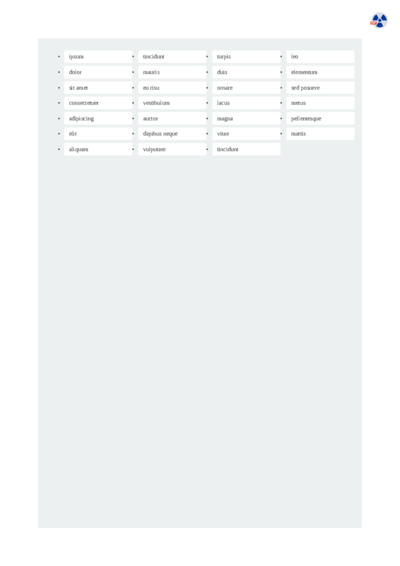 ipsum
dolor
sit amet
consectetuer
adipiscing
elit
aliquam
tincidunt
mauris
eu risu
vestibulum
auctor
dapibus neque
vulputate
turpis
duis
ornare
lacus
magna
vitae
tincidunt
leo
elementum
sed posuere
metus
pellentesque
mattis